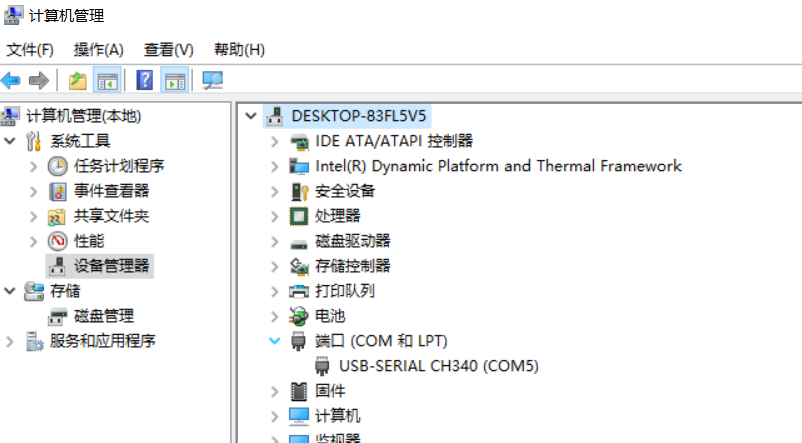 计算机管理
文件(F) 操作(A) 查看(V) 帮助(H)
计算机管理(本地)
系统工具
任务计划程序
事件查看器
共享文件夹
性能
设备管理器
存储
磁盘管理
服务和应用程序
DESKTOP-83FL5V5
IDE ATA/ATAPI 控制器
Intel(R) Dynamic Platform and Thermal Framework
安全设备
处理器
磁盘驱动器
存储控制器
打印队列
电池
端口 (COM 和 LPT)
USB-SERIAL CH340 (COM5)
固件
计算机
监视器